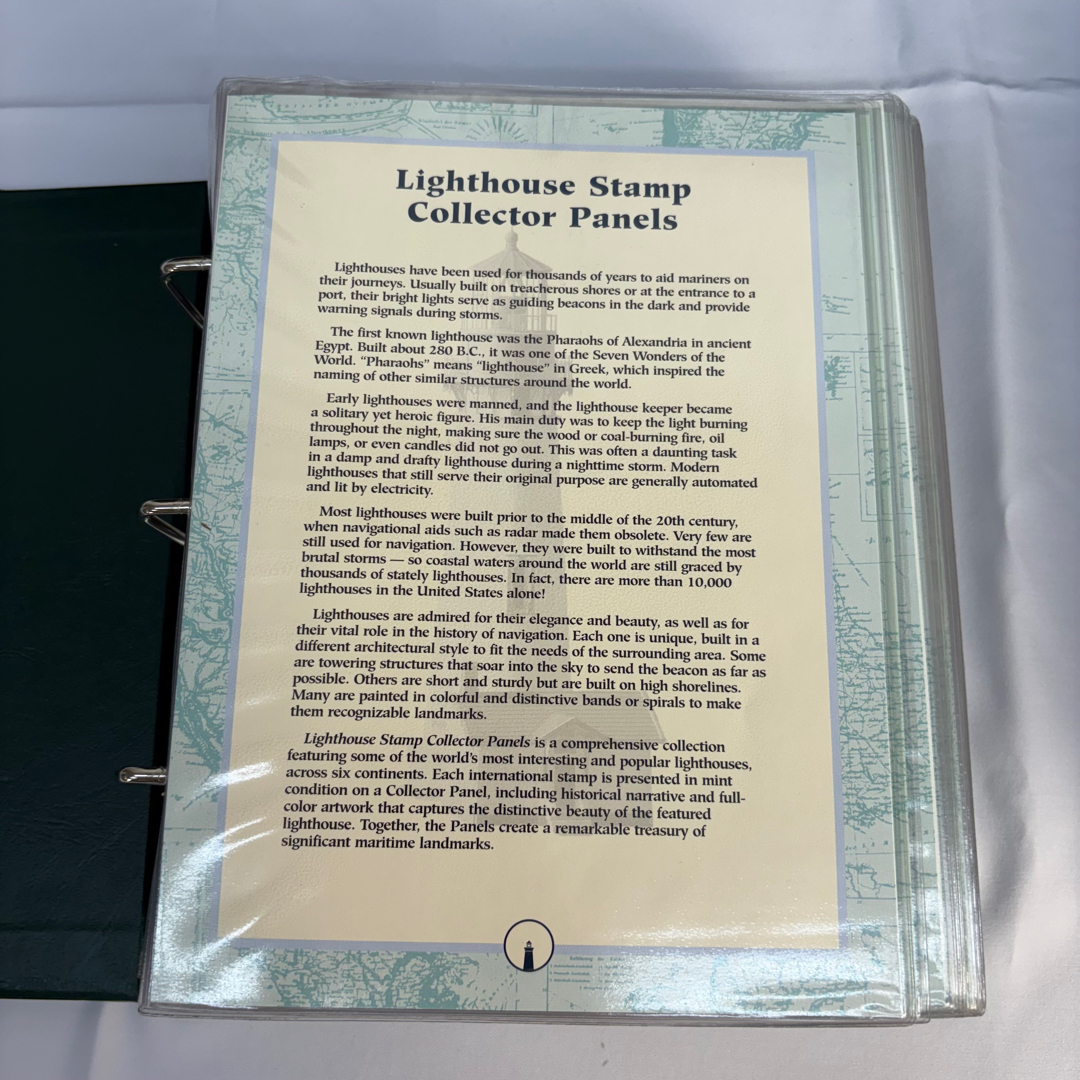 Lighthouse Stamp
Collector Panels
Lighthouses have been used for thousands of years to aid mariners on
their journeys. Usually built on treacherous shores or at the entrance to a
port, their bright lights serve as guiding beacons in the dark and provide
warning signals during storms.
The first known lighthouse was the Pharaohs of Alexandria in ancient
Egypt. Built about 280 B.C., it was one of the Seven Wonders of the
World. “Pharaohs” means “lighthouse” in Greek, which inspired the
naming of other similar structures around the world.
Early lighthouses were manned, and the lighthouse keeper became
a solitary yet heroic figure. His main duty was to keep the light burning
throughout the night, making sure the wood or coal-burning fire, oil
lamps, or even candles did not go out. This was often a daunting task
in a damp and drafty lighthouse during a nighttime storm. Modern
lighthouses that still serve their original purpose are generally automated
and lit by electricity.
Most lighthouses were built prior to the middle of the 20th century,
when navigational aids such as radar made them obsolete. Very few are
still used for navigation. However, they were built to withstand the most
brutal storms — so coastal waters around the world are still graced by
thousands of stately lighthouses. In fact, there are more than 10,000
lighthouses in the United States alone!
Lighthouses are admired for their elegance and beauty, as well as for
their vital role in the history of navigation. Each one is unique, built in a
different architectural style to fit the needs of the surrounding area. Some
are towering structures that soar into the sky to send the beacon as far as
possible. Others are short and sturdy but are built on high shorelines.
Many are painted in colorful and distinctive bands or spirals to make
them recognizable landmarks.
Lighthouse Stamp Collector Panels is a comprehensive collection
featuring some of the world's most interesting and popular lighthouses,
across six continents. Each international stamp is presented in mint
condition on a Collector Panel, including historical narrative and full-
color artwork that captures the distinctive beauty of the featured
lighthouse. Together, the Panels create a remarkable treasury of
significant maritime landmarks.